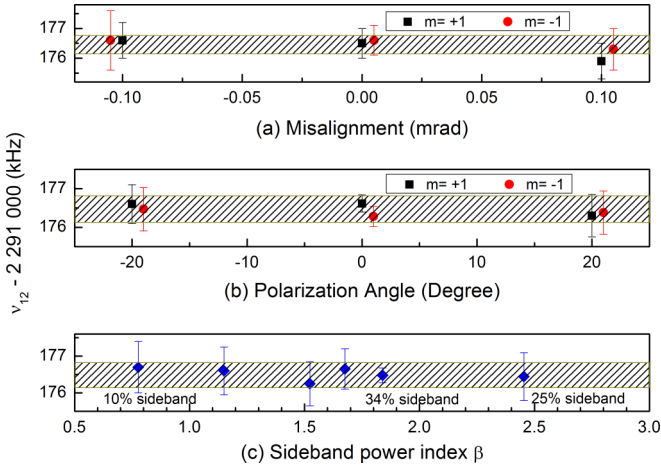 177
176
m= +1
m= -1
-0.10
-0.05
0.00
0.05
0.10
(a) Misalignment (mrad)
177
176
m= +1
m= -1
-20
-10
0
10
20
(b) Polarization Angle (Degree)
ν12 - 2 291 000 (kHz)
177
176
10% sideband
34% sideband
25% sideband
0.5
1.0
1.5
2.0
2.5
3.0
(c) Sideband power index β